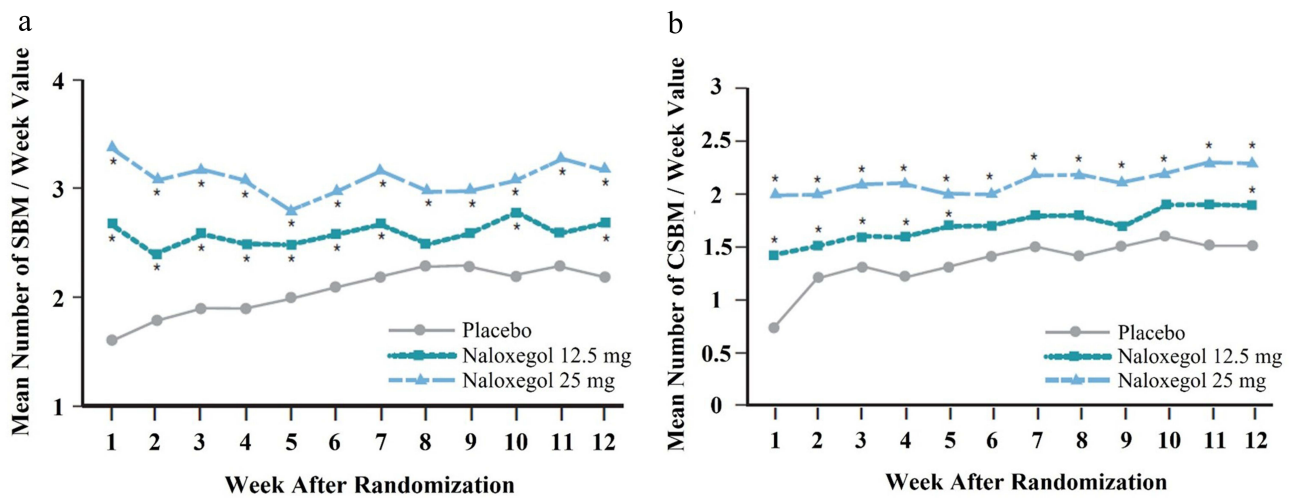 a
Mean Number of SBM / Week Value
4
3
2
1
* * * * * * * * * * * *
* * * * * * * * *
Placebo
Naloxegol 12.5 mg
Naloxegol 25 mg
1 2 3 4 5 6 7 8 9 10 11 12
Week After Randomization
b
Mean Number of CSBM / Week Value
3
2.5
2
1.5
1
0.5
0
* * * * * * * * * * * *
* * * * * *
Placebo
Naloxegol 12.5 mg
Naloxegol 25 mg
1 2 3 4 5 6 7 8 9 10 11 12
Week After Randomization